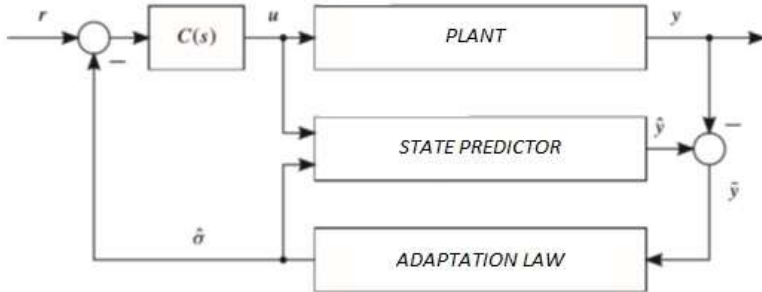 r
C(s)
u
PLANT
y
−
−
STATE PREDICTOR
ŷ
ỹ
σ̂
ADAPTATION LAW